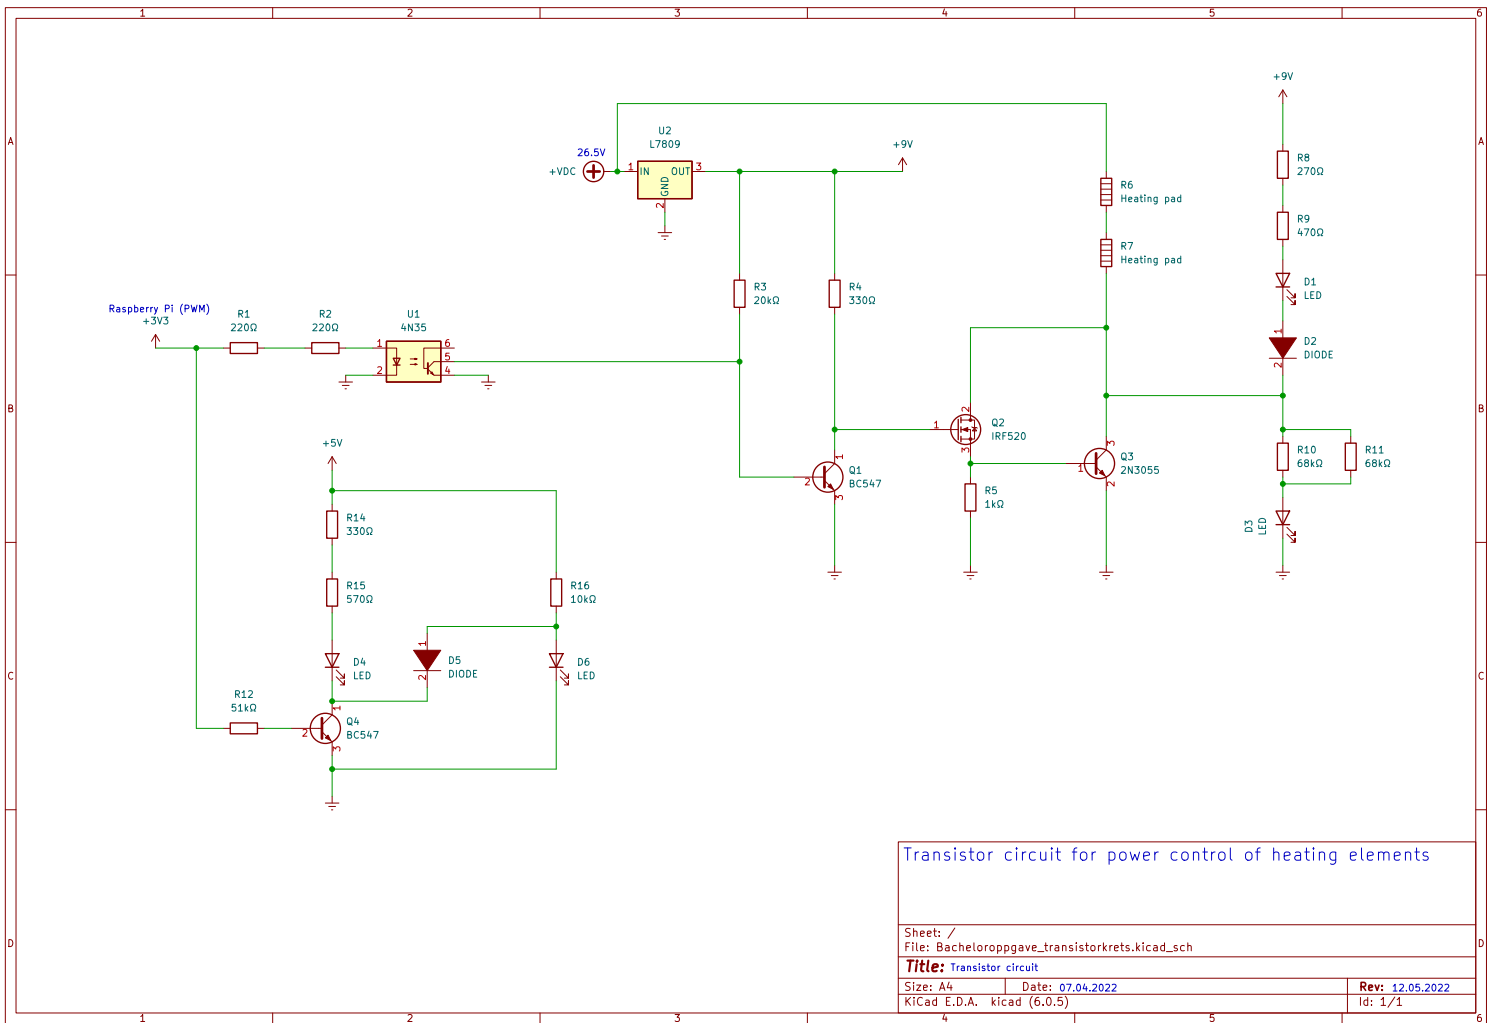 1 2 3 4 5 6
A A
B B
C C
D D
1 2 3 4 5 6
Raspberry Pi (PWM)
+3V3
R1
220Ω
R2
220Ω
U1
4N35
1
2
6
5
4
+VDC
26.5V
U2
L7809
1
IN
OUT
3
GND
2
+9V
R3
20kΩ
R4
330Ω
2
1
Q1
BC547
3
1
2
Q2
IRF520
3
R5
1kΩ
R6
Heating pad
R7
Heating pad
1
3
Q3
2N3055
2
+9V
R8
270Ω
R9
470Ω
D1
LED
1
D2
DIODE
2
R10
68kΩ
R11
68kΩ
D3
LED
+5V
R14
330Ω
R15
570Ω
D4
LED
1
D5
DIODE
2
R16
10kΩ
D6
LED
R12
51kΩ
2
1
Q4
BC547
3
Transistor circuit for power control of heating elements
Sheet: /
File: Bacheloroppgave_transistorkrets.kicad_sch
Title: Transistor circuit
Size: A4 Date: 07.04.2022 Rev: 12.05.2022
KiCad E.D.A. kicad (6.0.5) Id: 1/1